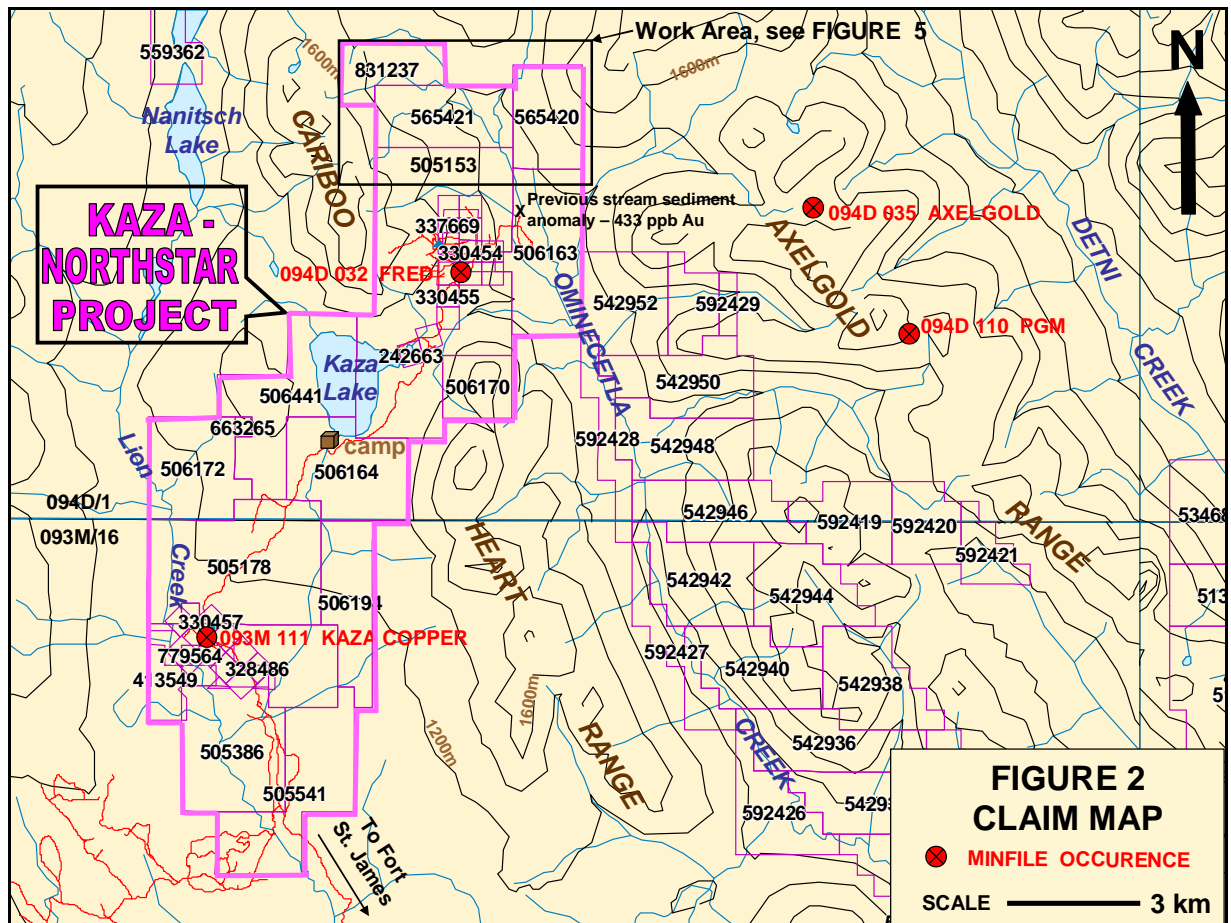 559362
1600m
831237
Work Area, see FIGURE 5
1600m
N
Nanitsch
Lake
CARIBOO
565421
565420
505153
KAZA -
NORTHSTAR
PROJECT
X
Previous stream sediment
anomaly – 433 ppb Au
337669
330454
506163
094D 032 FRED
330455
094D 035 AXELGOLD
AXELGOLD
DETNI
CREEK
OMINECETLA
542952
592429
094D 110 PGM
Kaza
Lake
242663
506170
506441
542950
663265
592428
542948
Lion
506172
camp
506164
094D/1
093M/16
542946
592419
592420
592421
RANGE
53468
HEART
Creek
505178
506194
542942
542944
513
330457
093M 111 KAZA COPPER
779564
328486
413549
592427
542940
542938
1600m
1200m
RANGE
CREEK
542936
505386
505541
592426
To Fort
St. James
FIGURE 2
CLAIM MAP
MINFILE OCCURENCE
SCALE
3 km